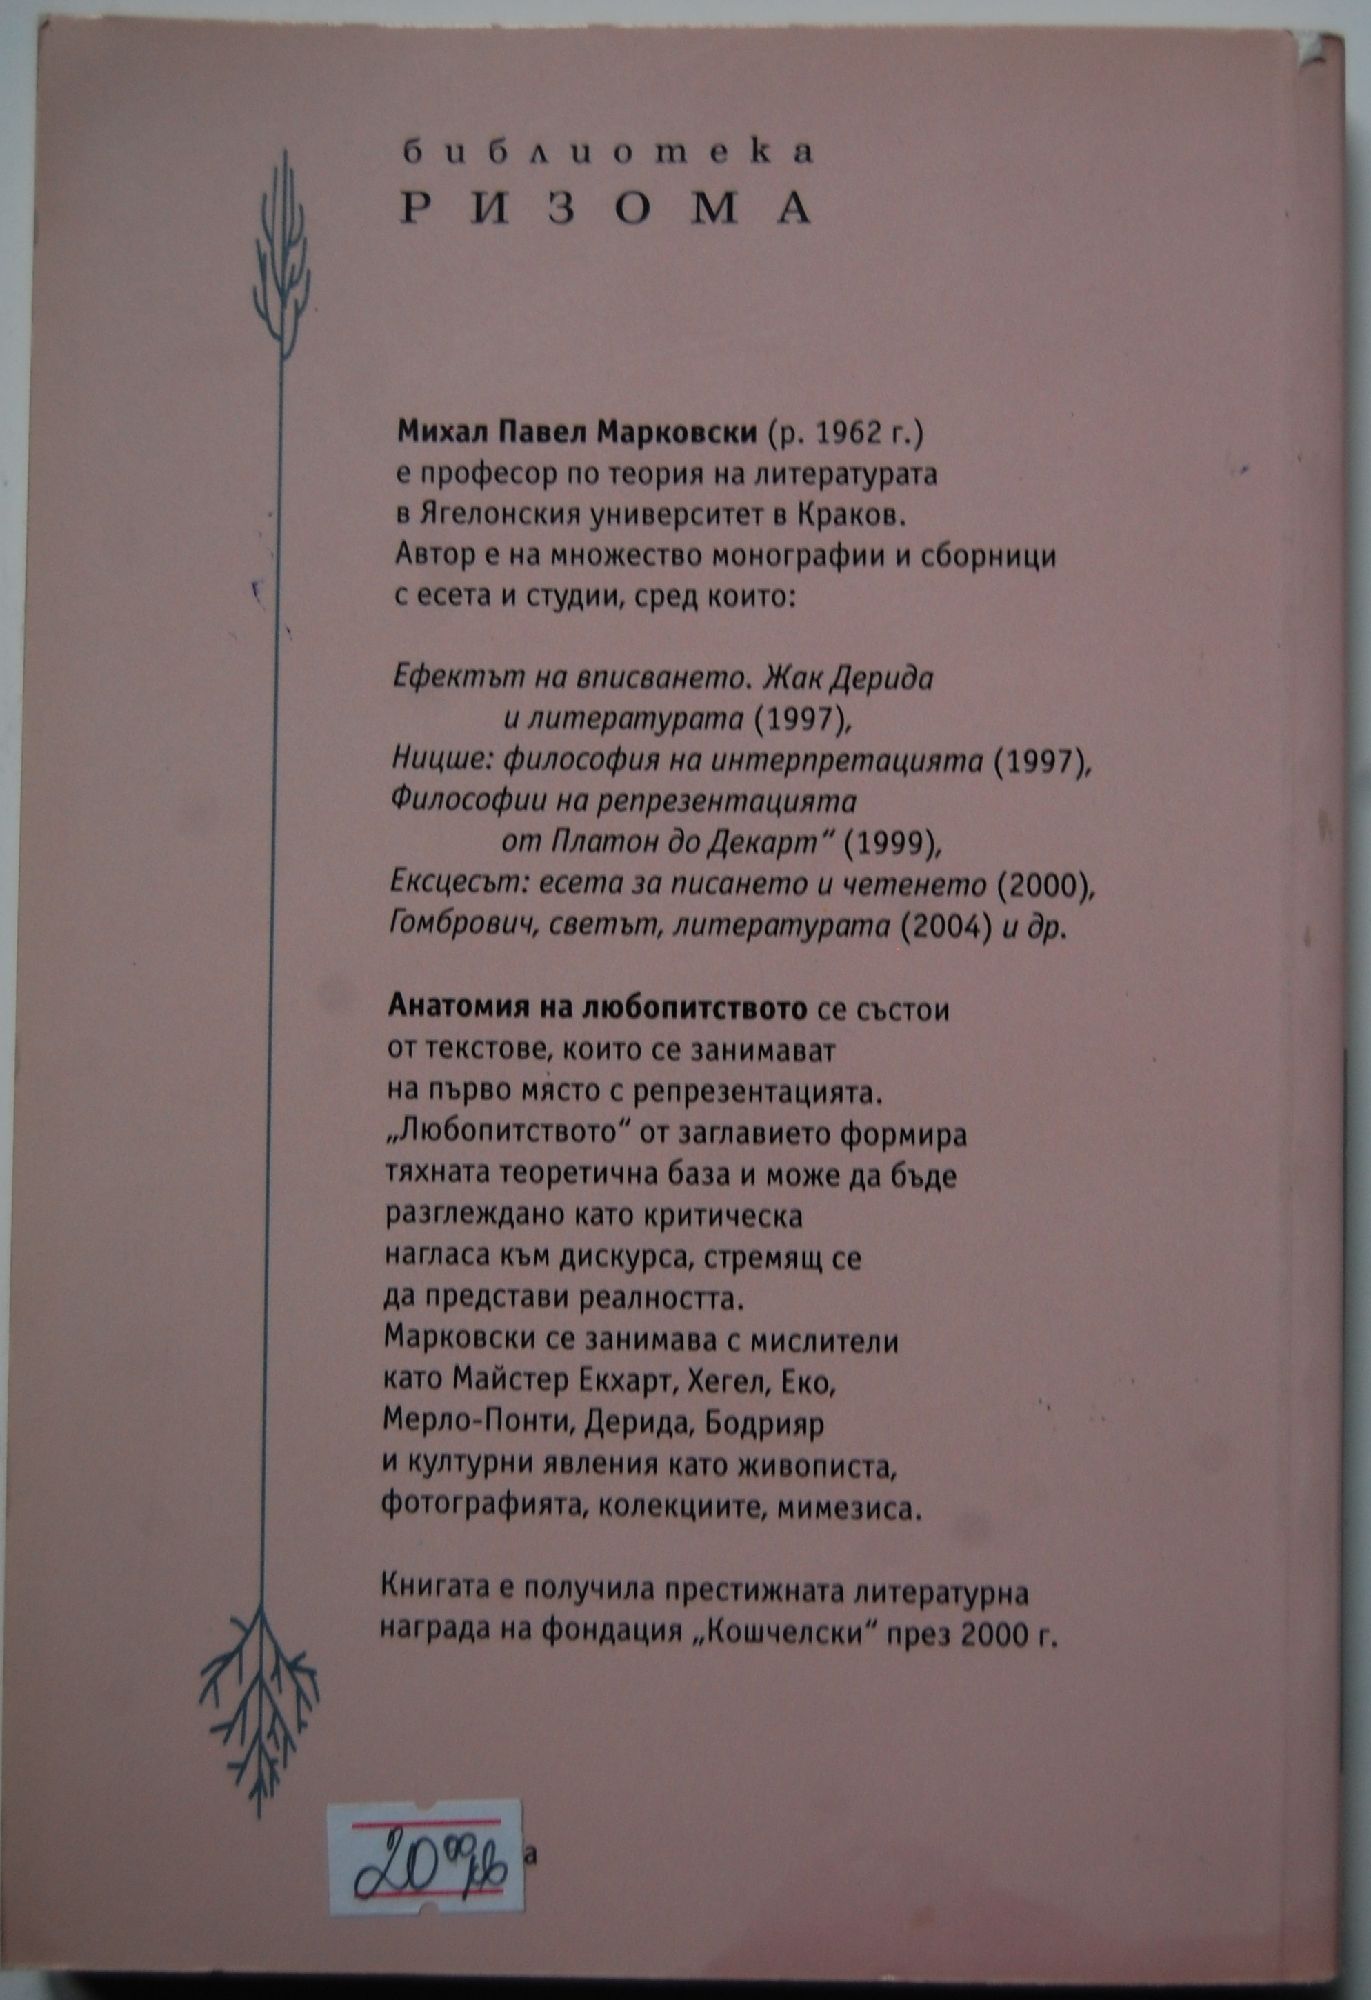 библиотека
РИЗОМА
Михал Павел Марковски (р. 1962 г.)
е професор по теория на литературата
в Ягелонския университет в Краков.
Автор е на множество монографии и сборници
с есета и студии, сред които:
Ефектът на вписването. Жак Дерида
и литературата (1997),
Ницше: философия на интерпретацията (1997),
Философии на репрезентацията
от Платон до Декарт“ (1999),
Ексцесът: есета за писането и четенето (2000),
Гомбрович, светът, литературата (2004) и др.
Анатомия на любопитството се състои
от текстове, които се занимават
на първо място с репрезентацията.
„Любопитството“ от заглавието формира
тяхната теоретична база и може да бъде
разглеждано като критическа
нагласа към дискурса, стремящ се
да представи реалността.
Марковски се занимава с мислители
като Майстер Екхарт, Хегел, Еко,
Мерло-Понти, Дерида, Бодрияр
и културни явления като живописта,
фотографията, колекциите, мимезиса.
Книгата е получила престижната литературна
награда на фондация „Кошчелски“ през 2000 г.
20 00 лв